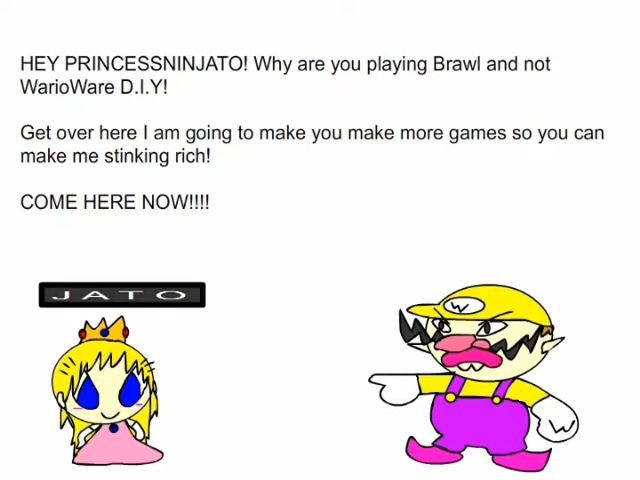 HEY PRINCESSNINJATO! Why are you playing Brawl and not
WarioWare D.I.Y!
Get over here I am going to make you make more games so you can
make me stinking rich!
COME HERE NOW!!!!
JATO
W
W